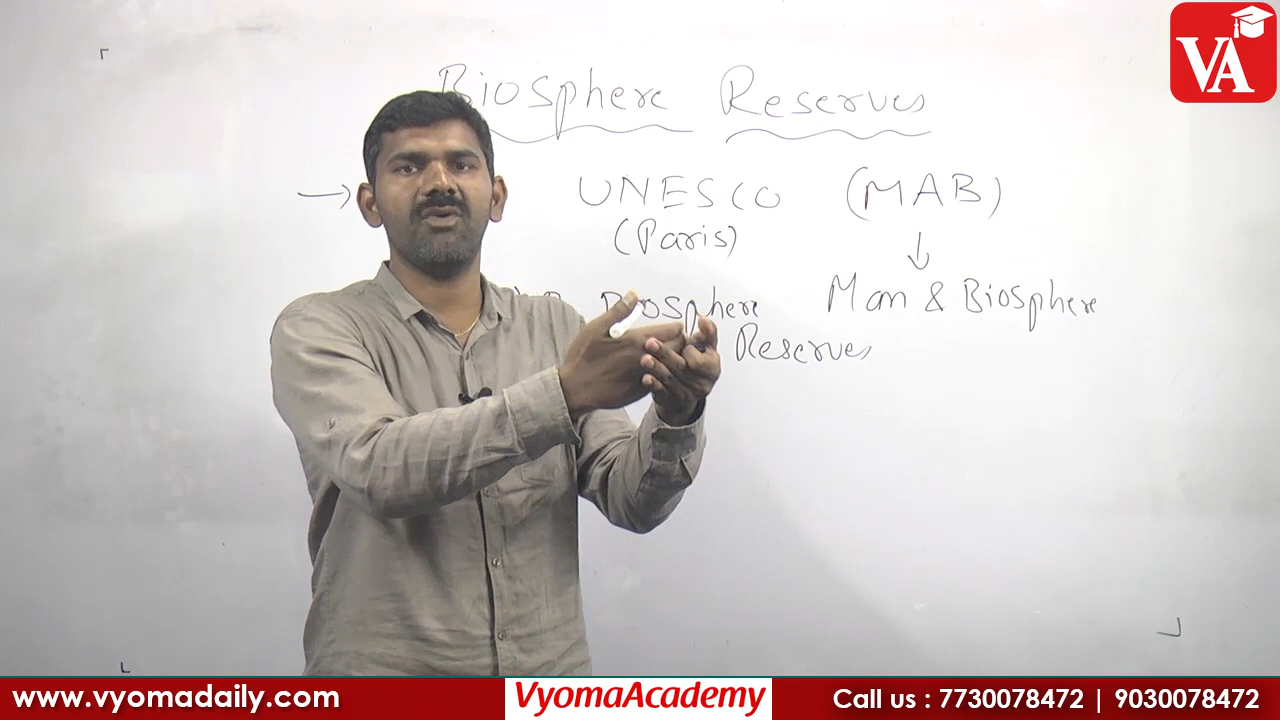 VA
Biosphere Reserves
UNESCO (MAB)
(Paris)
Biosphere Man & Biosphere
Reserves
www.vyomadaily.com VyomaAcademy Call us : 7730078472 | 9030078472